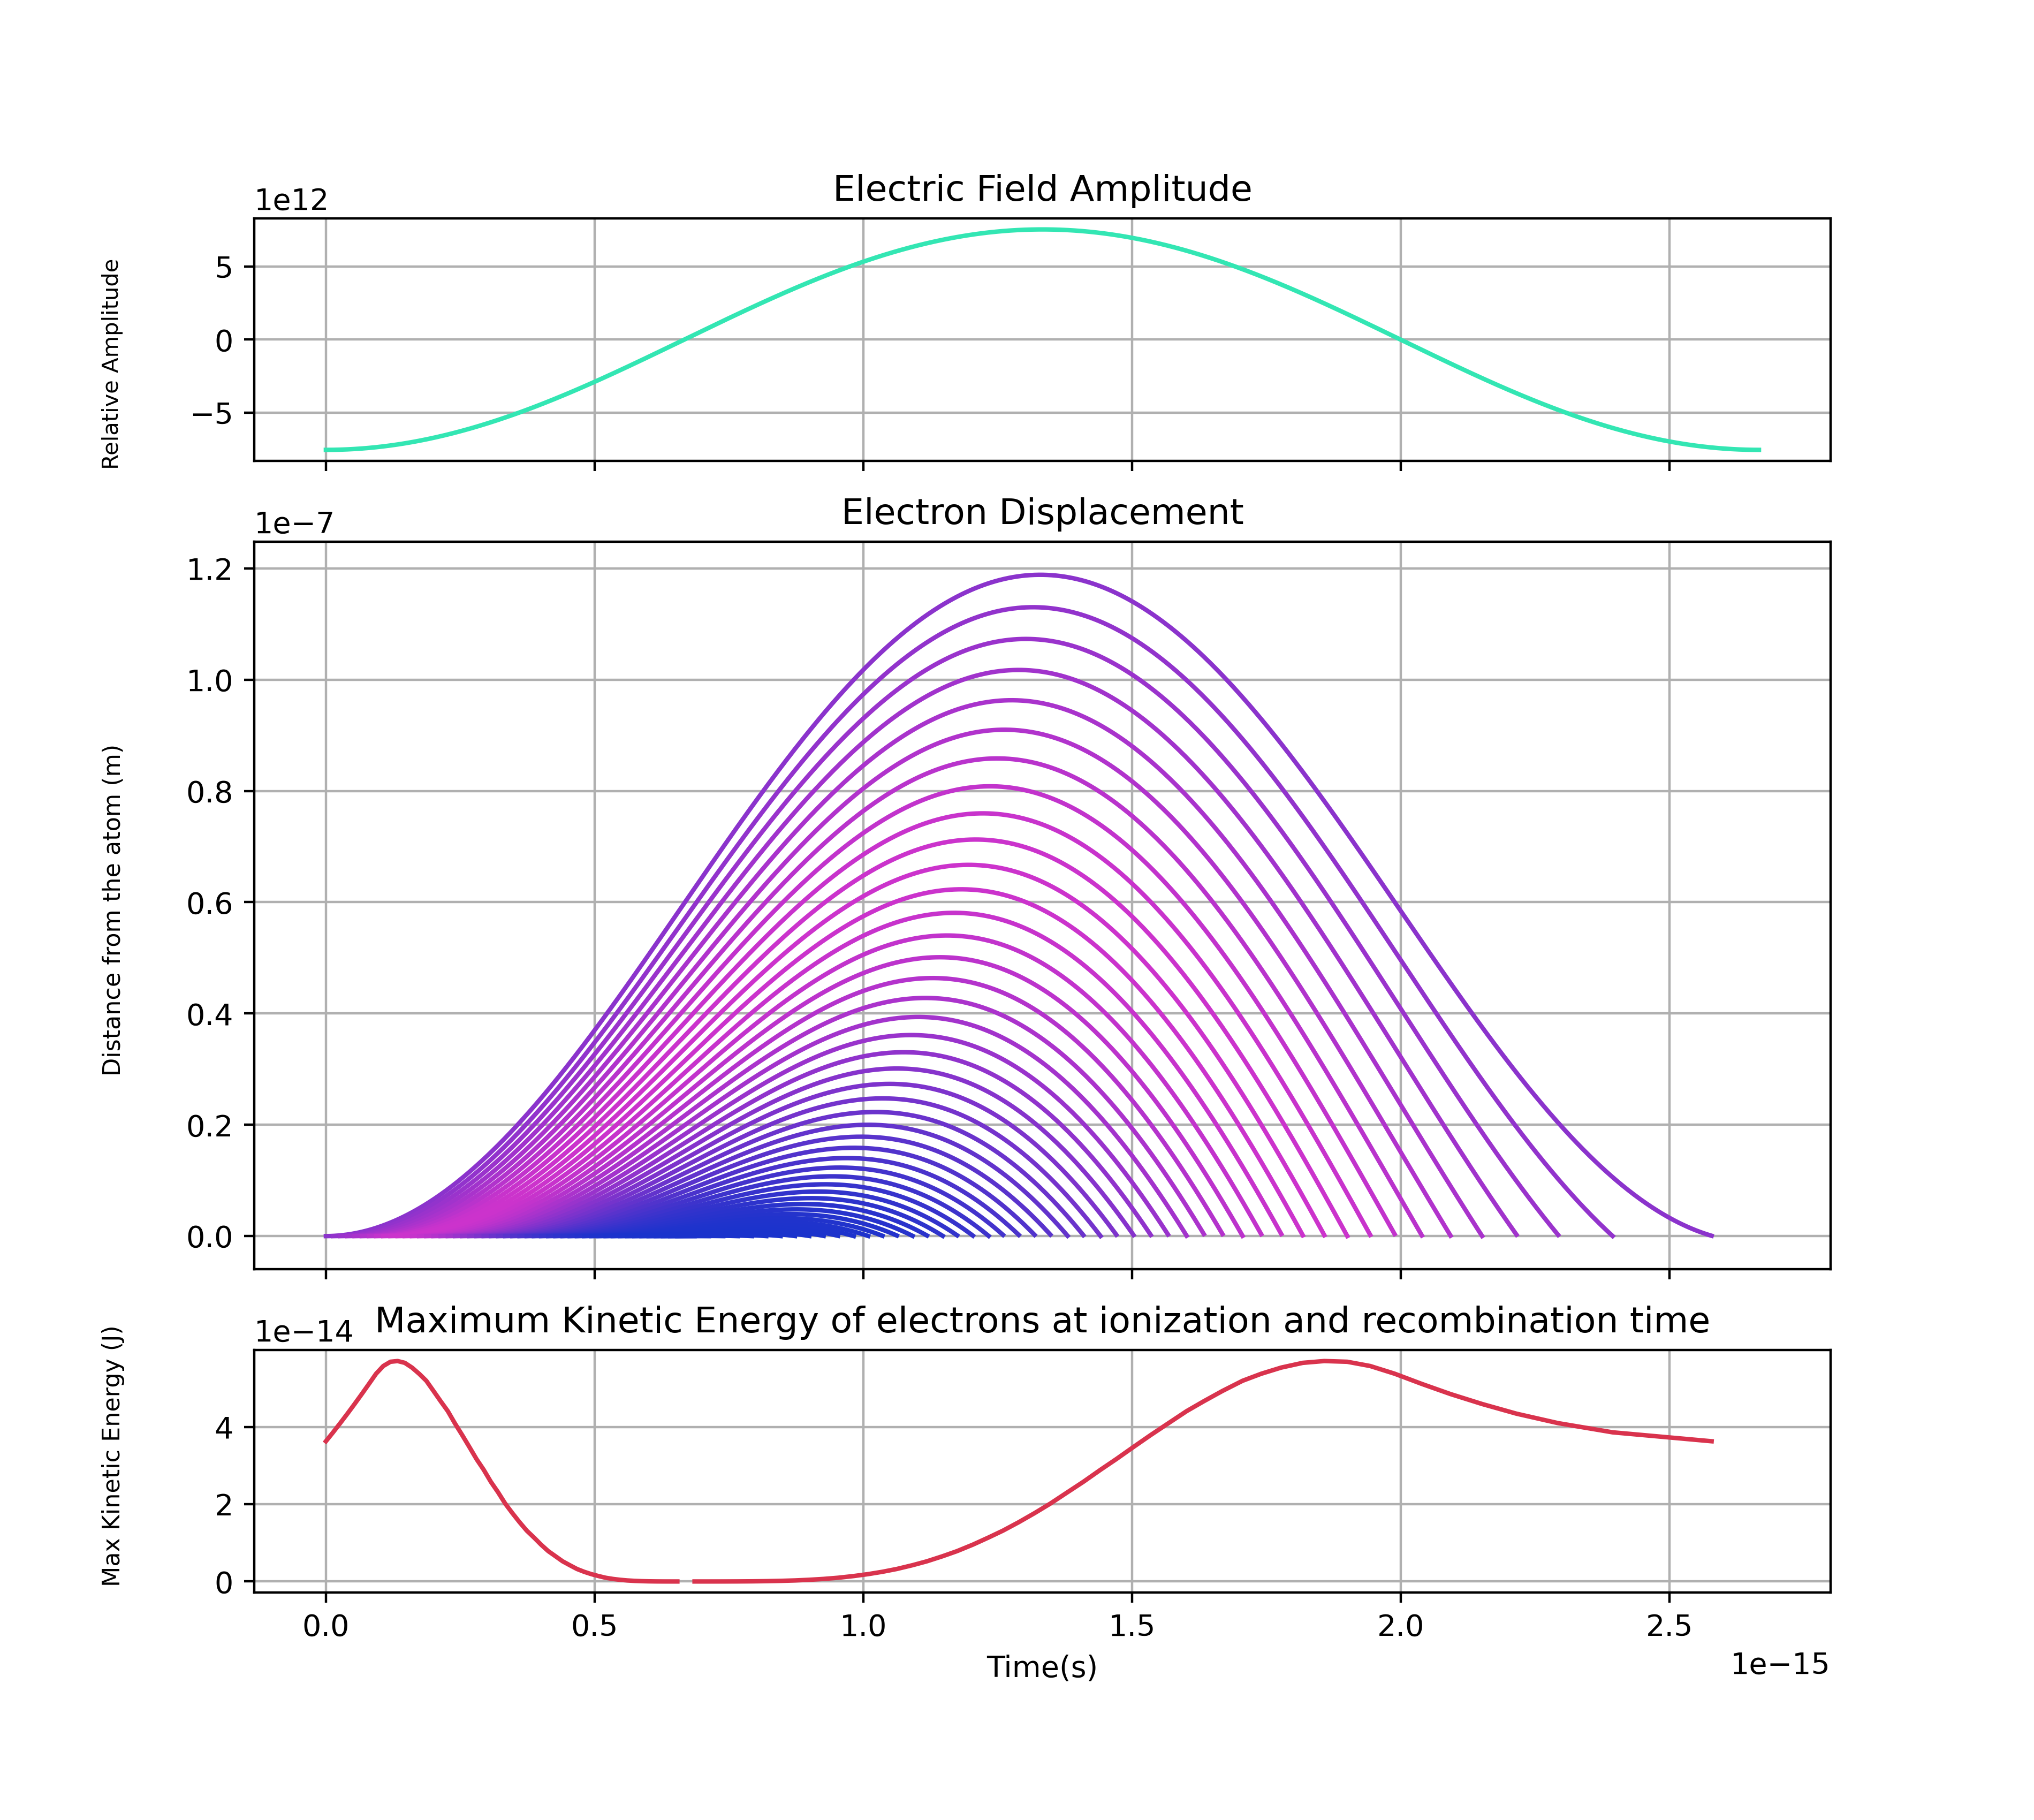 Electric Field Amplitude
1e12
Relative Amplitude
5
0
−5
Electron Displacement
1e−7
Distance from the atom (m)
1.2
1.0
0.8
0.6
0.4
0.2
0.0
Maximum Kinetic Energy of electrons at ionization and recombination time
1e−14
Max Kinetic Energy (J)
4
2
0
0.0 0.5 1.0 1.5 2.0 2.5
Time(s)
1e−15